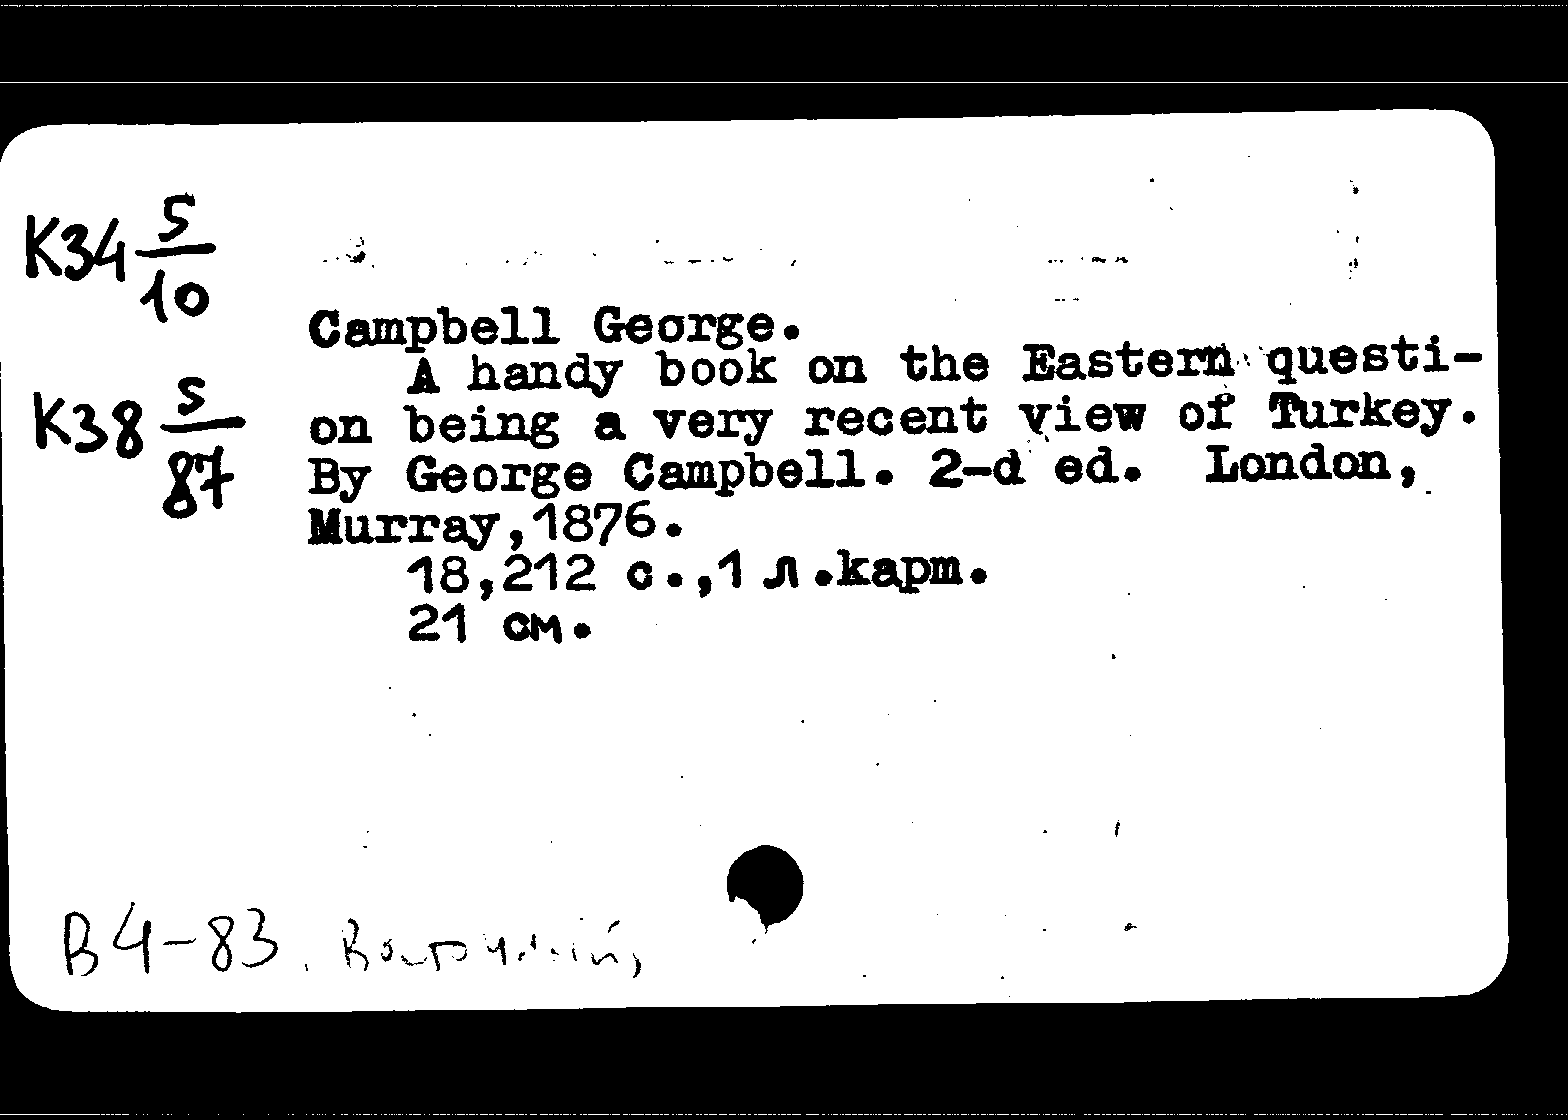 K34 5/10
K38 5/87
Campbell George.
A handy book on the Eastern questi-
on being a very recent view of Turkey.
By George Campbell. 2-d ed. London,
Murray,1876.
18,212 с.,1 л.карт.
21 см.
В4-83.